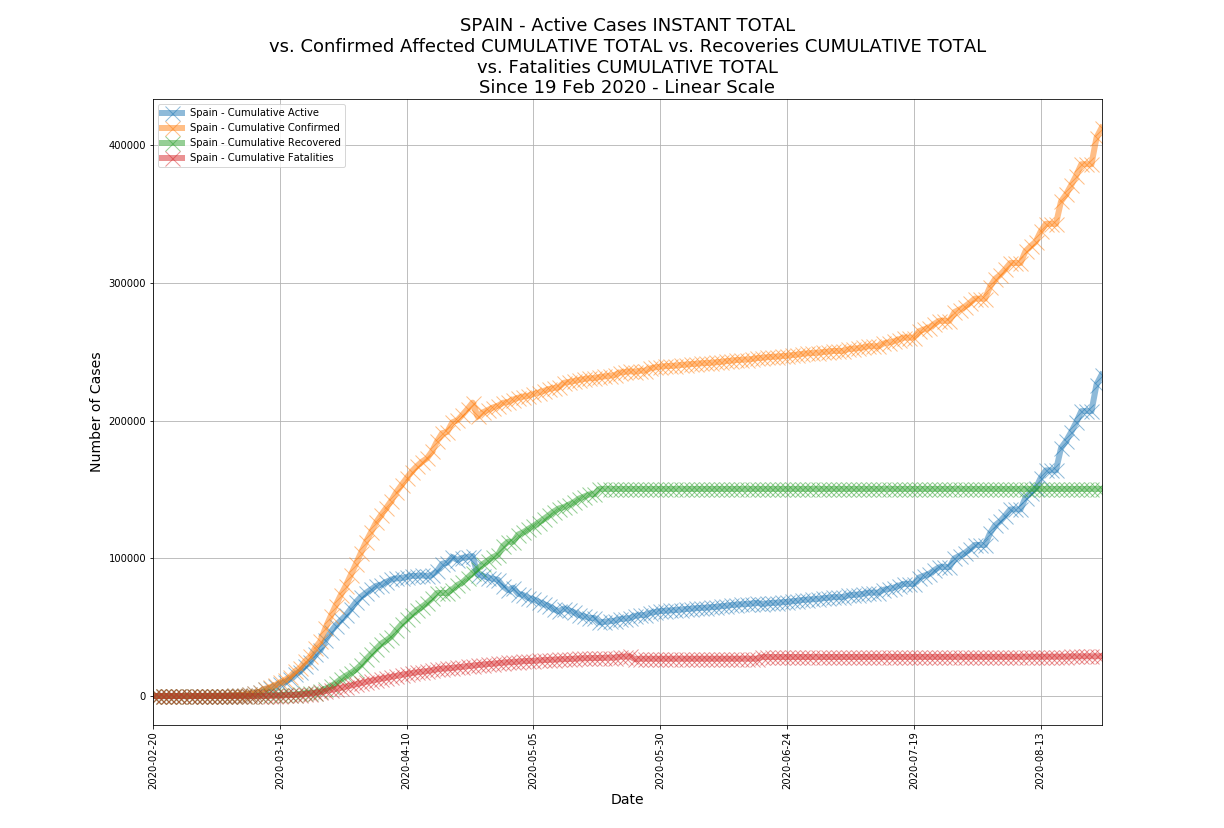 SPAIN - Active Cases INSTANT TOTAL
vs. Confirmed Affected CUMULATIVE TOTAL vs. Recoveries CUMULATIVE TOTAL
vs. Fatalities CUMULATIVE TOTAL
Since 19 Feb 2020 - Linear Scale
Spain - Cumulative Active
Spain - Cumulative Confirmed
Spain - Cumulative Recovered
Spain - Cumulative Fatalities
400000
300000
200000
100000
0
Number of Cases
2020-02-20
2020-03-16
2020-04-10
2020-05-05
2020-05-30
2020-06-24
2020-07-19
2020-08-13
Date